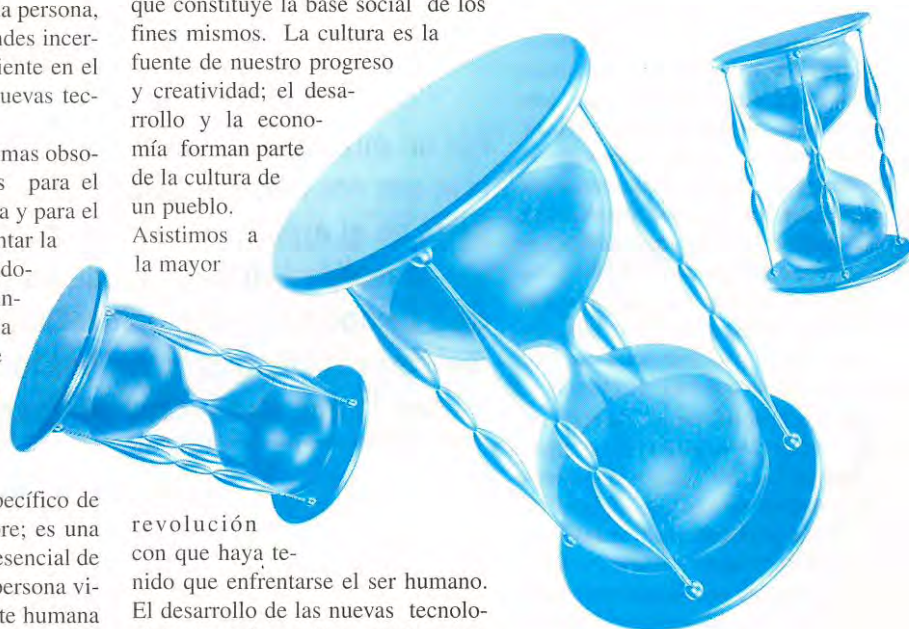 a persona,
ndes incer-
iente en el
uevas tec-
mas obso-
s para el
a y para el
ntar la
do-
n-
a
e
pecífico de
re; es una
esencial de
persona vi-
te humana
que constituye la base social de los
fines mismos. La cultura es la
fuente de nuestro progreso
y creatividad; el desa-
rrollo y la econo-
mía forman parte
de la cultura de
un pueblo.
Asistimos a
la mayor
revolución
con que haya te-
nido que enfrentarse el ser humano.
El desarrollo de las nuevas tecnolo-